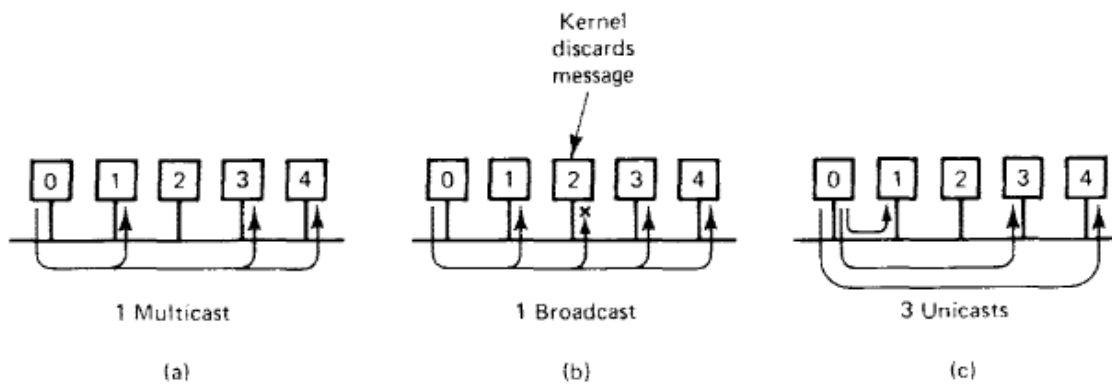 Kernel
discards
message
0 1 2 3 4
0 1 2 3 4
0 1 2 3 4
1 Multicast
1 Broadcast
3 Unicasts
(a)
(b)
(c)